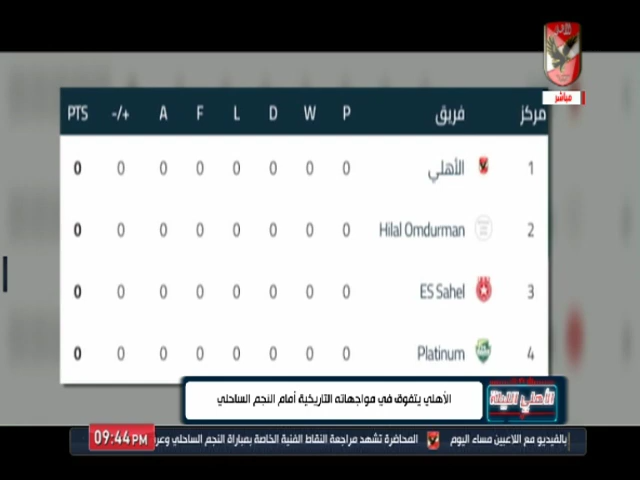 مباشر
مركز فريق P W D L F A +/- PTS
1 الأهلي 0 0 0 0 0 0 0 0
2 Hilal Omdurman 0 0 0 0 0 0 0 0
3 ES Sahel 0 0 0 0 0 0 0 0
4 Platinum 0 0 0 0 0 0 0 0
الأهلي الليلة
الأهلي يتفوق في مواجهاته التاريخية أمام النجم الساحلي
بالفيديو مع اللاعبين مساء اليوم المحاضرة تشهد مراجعة النقاط الفنية الخاصة بمباراة النجم الساحلي وعر
09:44 PM